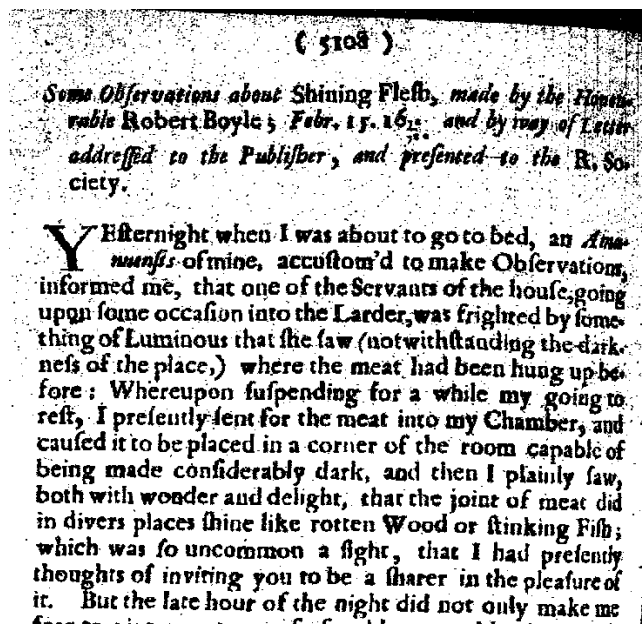 ( 5108 )
Some Obſervations about Shining Fleſh, made by the Honou-
rable Robert Boyle; Febr. 15. 16 and by way of Letter
addreſſed to the Publiſher, and preſented to the R. So-
ciety.
YEſternight when I was about to go to bed, an Ama-
nuenſis of mine, accuſtom'd to make Obſervations,
informed me, that one of the Servants of the houſe,going
upon ſome occaſion into the Larder,was frighted by ſome-
thing of Luminous that ſhe ſaw (notwithſtanding the dark-
neſs of the place,) where the meat had been hung up be-
fore: Whereupon ſuſpending for a while my going to
reſt, I preſently ſent for the meat into my Chamber, and
cauſed it to be placed in a corner of the room capable of
being made conſiderably dark, and then I plainly ſaw,
both with wonder and delight, that the joint of meat did
in divers places ſhine like rotten Wood or ſtinking Fiſh;
which was ſo uncommon a ſight, that I had preſently
thoughts of inviting you to be a ſharer in the pleaſure of
it. But the late hour of the night did not only make me